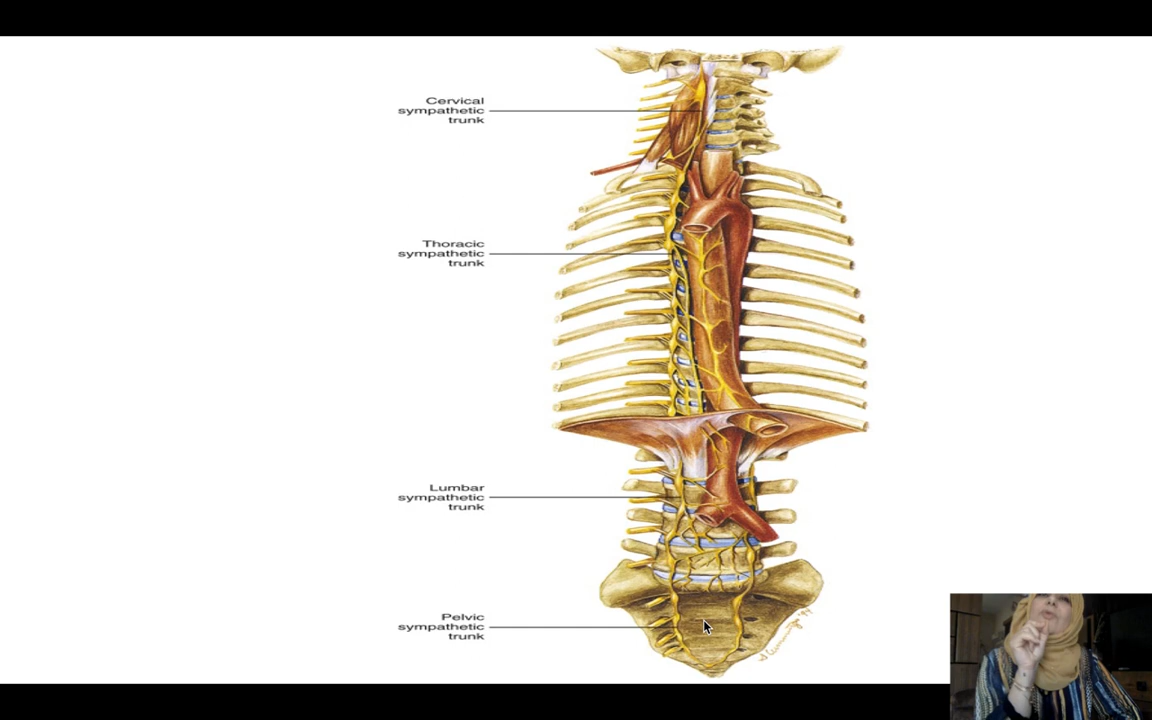 Cervical
sympathetic
trunk
Thoracic
sympathetic
trunk
Lumbar
sympathetic
trunk
Pelvic
sympathetic
trunk